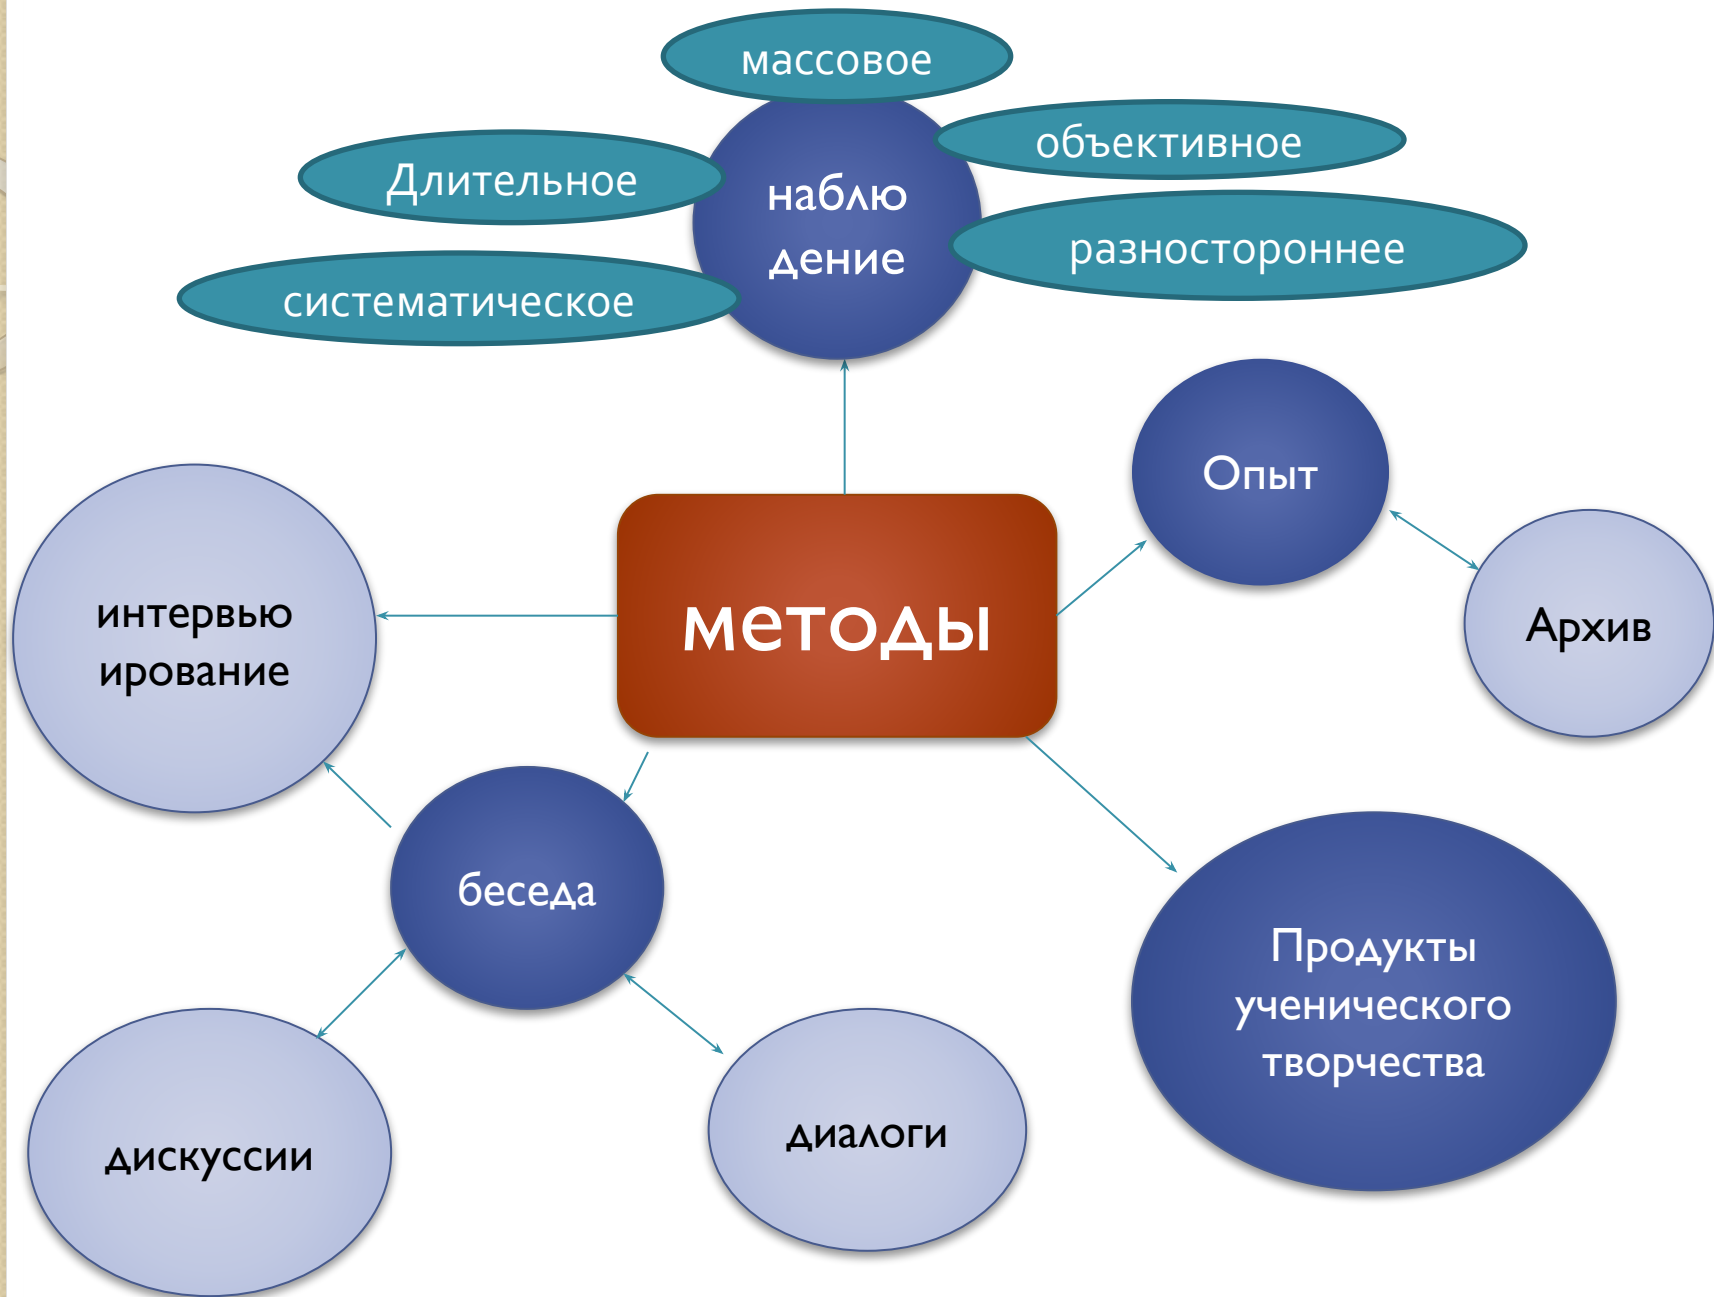 массовое
объективное
Длительное
наблю
дение
разностороннее
систематическое
Опыт
интервью
ирование
методы
Архив
беседа
Продукты
ученического
творчества
дискуссии
диалоги